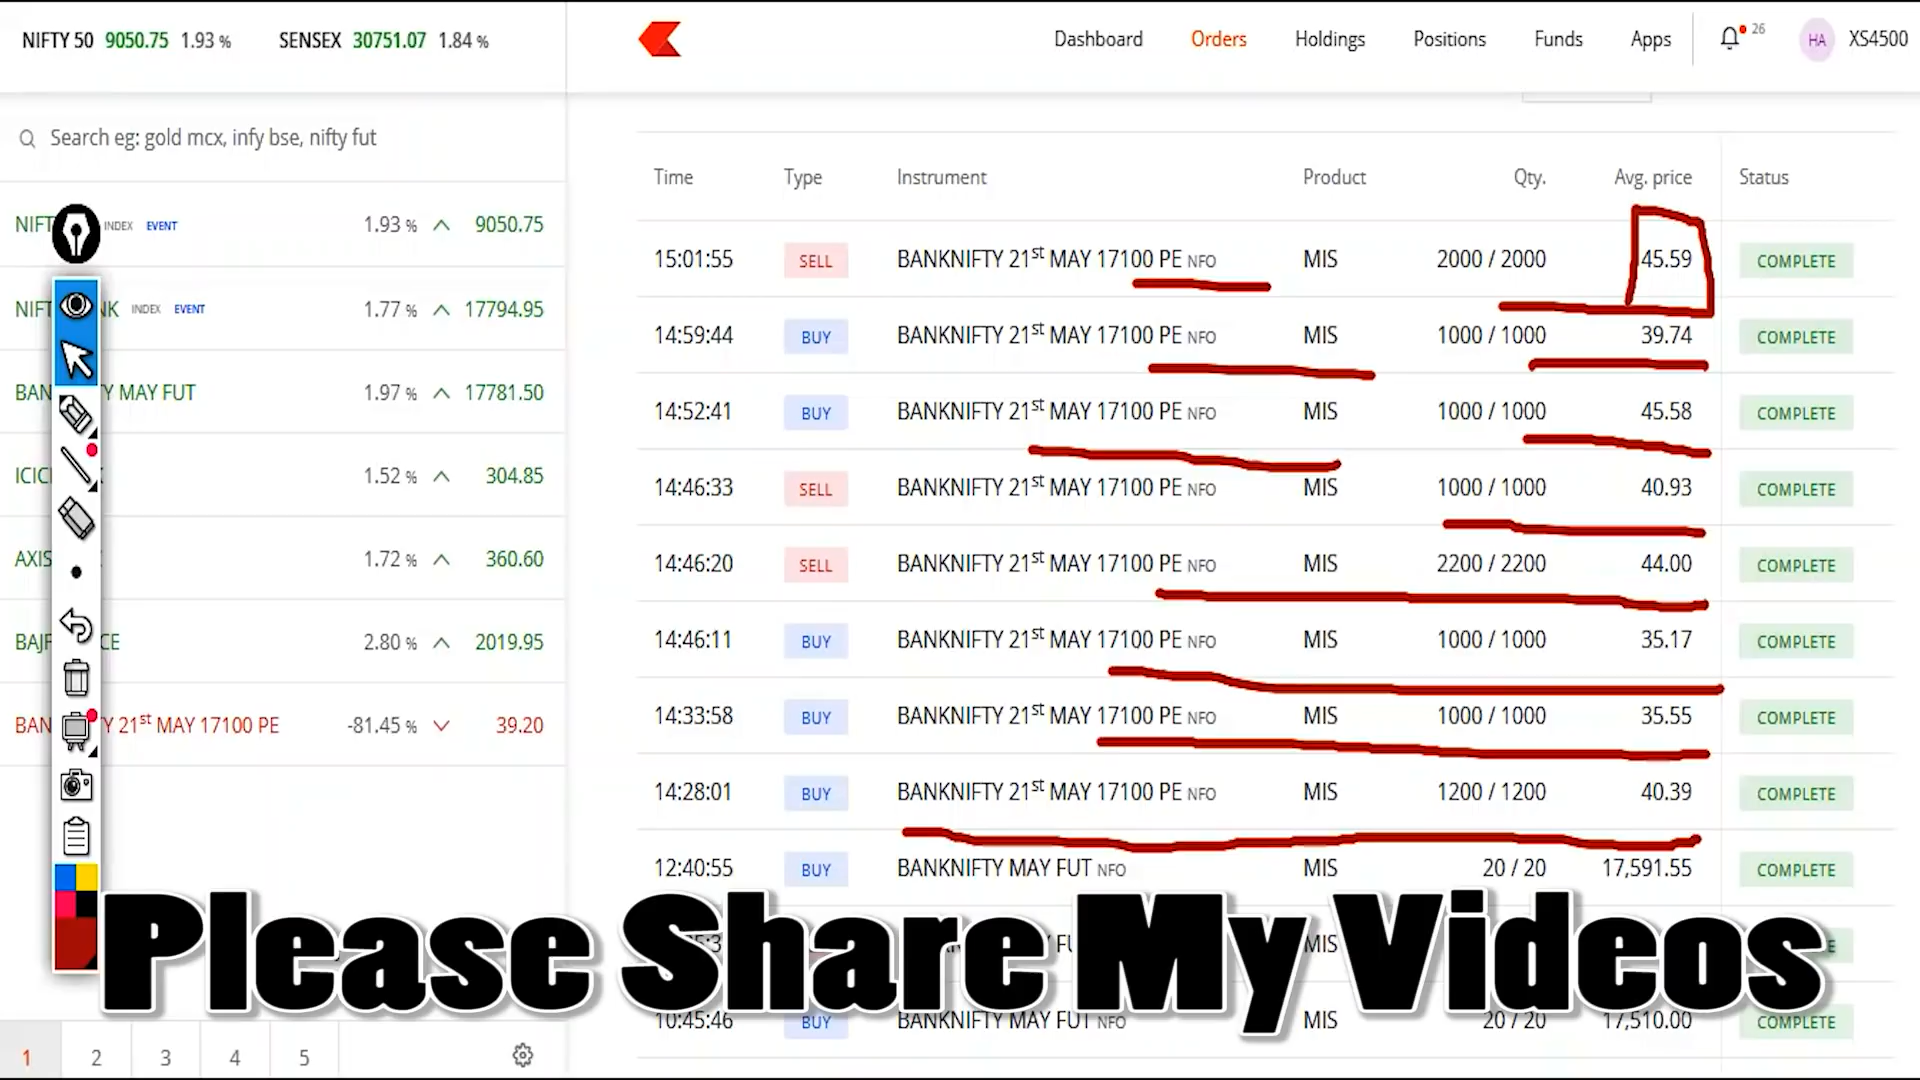 NIFTY 50 9050.75 1.93 % SENSEX 30751.07 1.84 %
Dashboard Orders Holdings Positions Funds Apps 26 HA XS4500
Search eg: gold mcx, infy bse, nifty fut
NIFT INDEX EVENT 1.93 % 9050.75
NIFT NK INDEX EVENT 1.77 % 17794.95
BAN Y MAY FUT 1.97 % 17781.50
ICIC 1.52 % 304.85
AXIS 1.72 % 360.60
BAJF CE 2.80 % 2019.95
BAN Y 21st MAY 17100 PE -81.45 % 39.20
1 2 3 4 5
Time Type Instrument Product Qty. Avg. price Status
15:01:55 SELL BANKNIFTY 21st MAY 17100 PE NFO MIS 2000 / 2000 45.59 COMPLETE
14:59:44 BUY BANKNIFTY 21st MAY 17100 PE NFO MIS 1000 / 1000 39.74 COMPLETE
14:52:41 BUY BANKNIFTY 21st MAY 17100 PE NFO MIS 1000 / 1000 45.58 COMPLETE
14:46:33 SELL BANKNIFTY 21st MAY 17100 PE NFO MIS 1000 / 1000 40.93 COMPLETE
14:46:20 SELL BANKNIFTY 21st MAY 17100 PE NFO MIS 2200 / 2200 44.00 COMPLETE
14:46:11 BUY BANKNIFTY 21st MAY 17100 PE NFO MIS 1000 / 1000 35.17 COMPLETE
14:33:58 BUY BANKNIFTY 21st MAY 17100 PE NFO MIS 1000 / 1000 35.55 COMPLETE
14:28:01 BUY BANKNIFTY 21st MAY 17100 PE NFO MIS 1200 / 1200 40.39 COMPLETE
12:40:55 BUY BANKNIFTY MAY FUT NFO MIS 20 / 20 17,591.55 COMPLETE
MIS
Please Share My Videos
10:45:46 BUY BANKNIFTY MAY FUT NFO MIS 20 / 20 17,510.00 COMPLETE